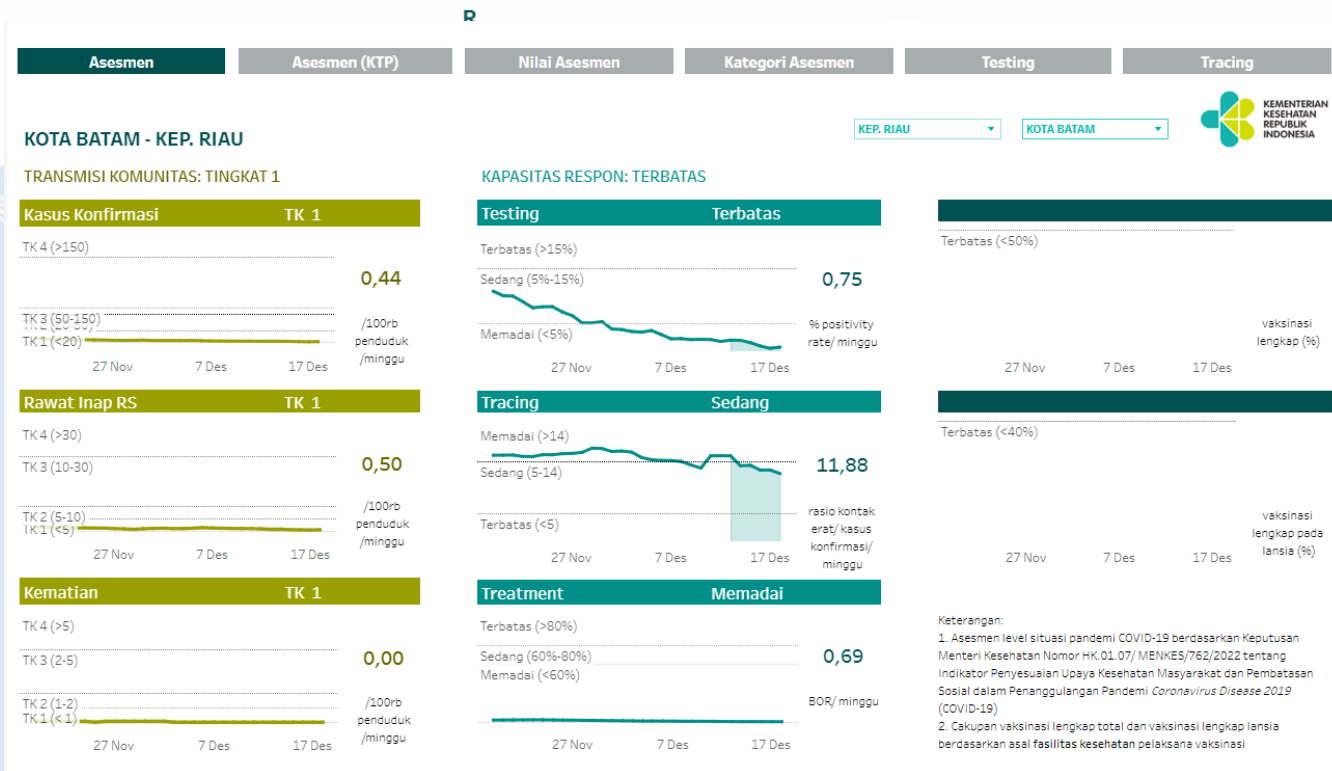 R
Asesmen
Asesmen (KTP)
Nilai Asesmen
Kategori Asesmen
Testing
Tracing
KEMENTERIAN
KESEHATAN
REPUBLIK
INDONESIA
KEP. RIAU
KOTA BATAM
KOTA BATAM - KEP. RIAU
TRANSMISI KOMUNITAS: TINGKAT 1
Kasus Konfirmasi TK 1
TK 4 (>150)
0,44
TK 3 (50-150)
TK 1 (<20)
/100rb
penduduk
/minggu
27 Nov 7 Des 17 Des
Rawat Inap RS TK 1
TK 4 (>30)
TK 3 (10-30)
0,50
TK 2 (5-10)
TK 1 (<5)
/100rb
penduduk
/minggu
27 Nov 7 Des 17 Des
Kematian TK 1
TK 4 (>5)
TK 3 (2-5)
0,00
TK 2 (1-2)
TK 1 (<1)
/100rb
penduduk
/minggu
27 Nov 7 Des 17 Des
KAPASITAS RESPON: TERBATAS
Testing Terbatas
Terbatas (>15%)
Sedang (5%-15%)
0,75
Memadai (<5%)
% positivity
rate/ minggu
27 Nov 7 Des 17 Des
Tracing Sedang
Memadai (>14)
Sedang (5-14)
11,88
Terbatas (<5)
rasio kontak
erat/ kasus
konfirmasi/
minggu
27 Nov 7 Des 17 Des
Treatment Memadai
Terbatas (>80%)
Sedang (60%-80%)
Memadai (<60%)
0,69
BOR/ minggu
27 Nov 7 Des 17 Des
Terbatas (<50%)
vaksinasi
lengkap (%)
27 Nov 7 Des 17 Des
Terbatas (<40%)
vaksinasi
lengkap pada
lansia (%)
27 Nov 7 Des 17 Des
Keterangan:
1. Asesmen level situasi pandemi COVID-19 berdasarkan Keputusan
Menteri Kesehatan Nomor HK.01.07/ MENKES/762/2022 tentang
Indikator Penyesuaian Upaya Kesehatan Masyarakat dan Pembatasan
Sosial dalam Penanggulangan Pandemi Coronavirus Disease 2019
(COVID-19)
2. Cakupan vaksinasi lengkap total dan vaksinasi lengkap lansia
berdasarkan asal fasilitas kesehatan pelaksana vaksinasi